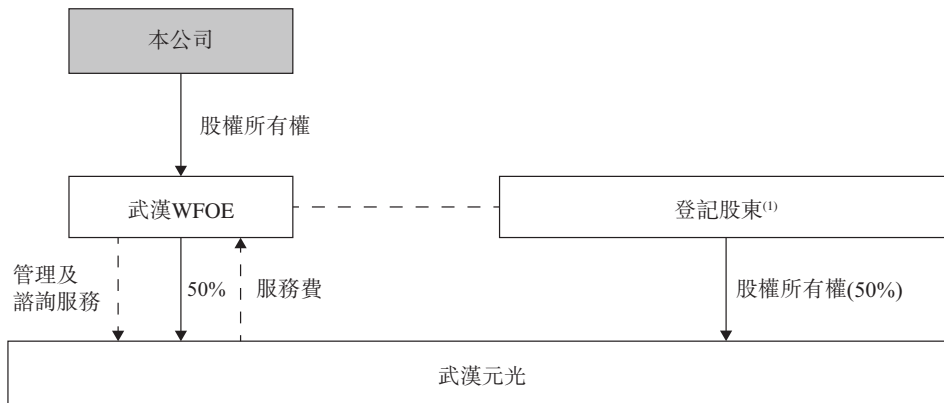 本公司
股權所有權
武漢WFOE
登記股東(1)
管理及
諮詢服務
50%
服務費
股權所有權(50%)
武漢元光